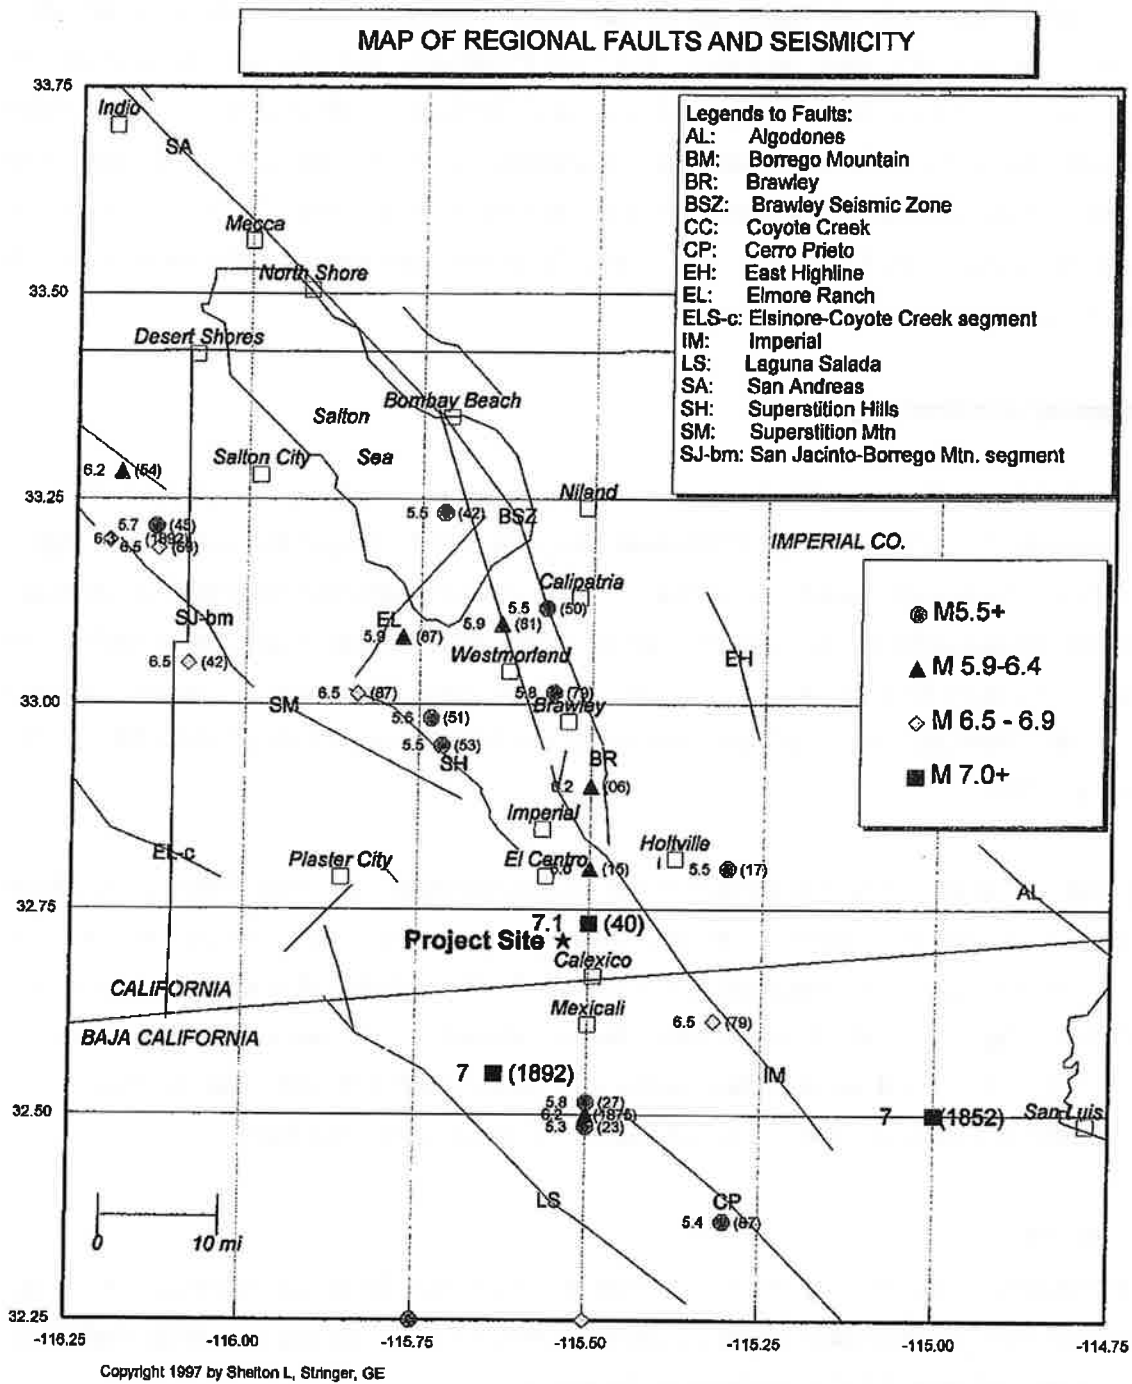 MAP OF REGIONAL FAULTS AND SEISMICITY
33.75
Indio
SA
Legends to Faults:
AL: Algodones
BM: Borrego Mountain
BR: Brawley
BSZ: Brawley Seismic Zone
CC: Coyote Creek
CP: Cerro Prieto
EH: East Highline
EL: Elmore Ranch
ELS-c: Elsinore-Coyote Creek segment
IM: Imperial
LS: Laguna Salada
SA: San Andreas
SH: Superstition Hills
SM: Superstition Mtn
SJ-bm: San Jacinto-Borrego Mtn. segment
Mecca
North Shore
33.50
Desert Shores
Bombay Beach
Salton
Sea
Salton City
6.2 (54)
33.25
Niland
5.5 (42)
BSZ
5.7 (45)
(1892)
6.5
IMPERIAL CO.
M5.5+
M 5.9-6.4
M 6.5 - 6.9
M 7.0+
Calipatria
5.5 (50)
SJ-bm
EL
5.9 (87)
5.9 (81)
Westmorland
EH
6.5 (42)
6.5 (87)
5.8 (79)
33.00
SM
Brawley
5.6 (51)
5.5 (53)
SH
BR
(06)
Imperial
EL-c
Plaster City
El Centro
(15)
Holtville
5.5 (17)
AL
32.75
7.1 (40)
Project Site
Calexico
CALIFORNIA
BAJA CALIFORNIA
Mexicali
6.5 (79)
7 (1892)
IM
5.8 (27)
32.50
6.2 (1875)
5.3 (23)
7 (1852)
San Luis
LS
CP
5.4 (87)
0 10 mi
32.25
-116.25 -116.00 -115.75 -115.50 -115.25 -115.00 -114.75
Copyright 1997 by Shelton L, Stringer, GE